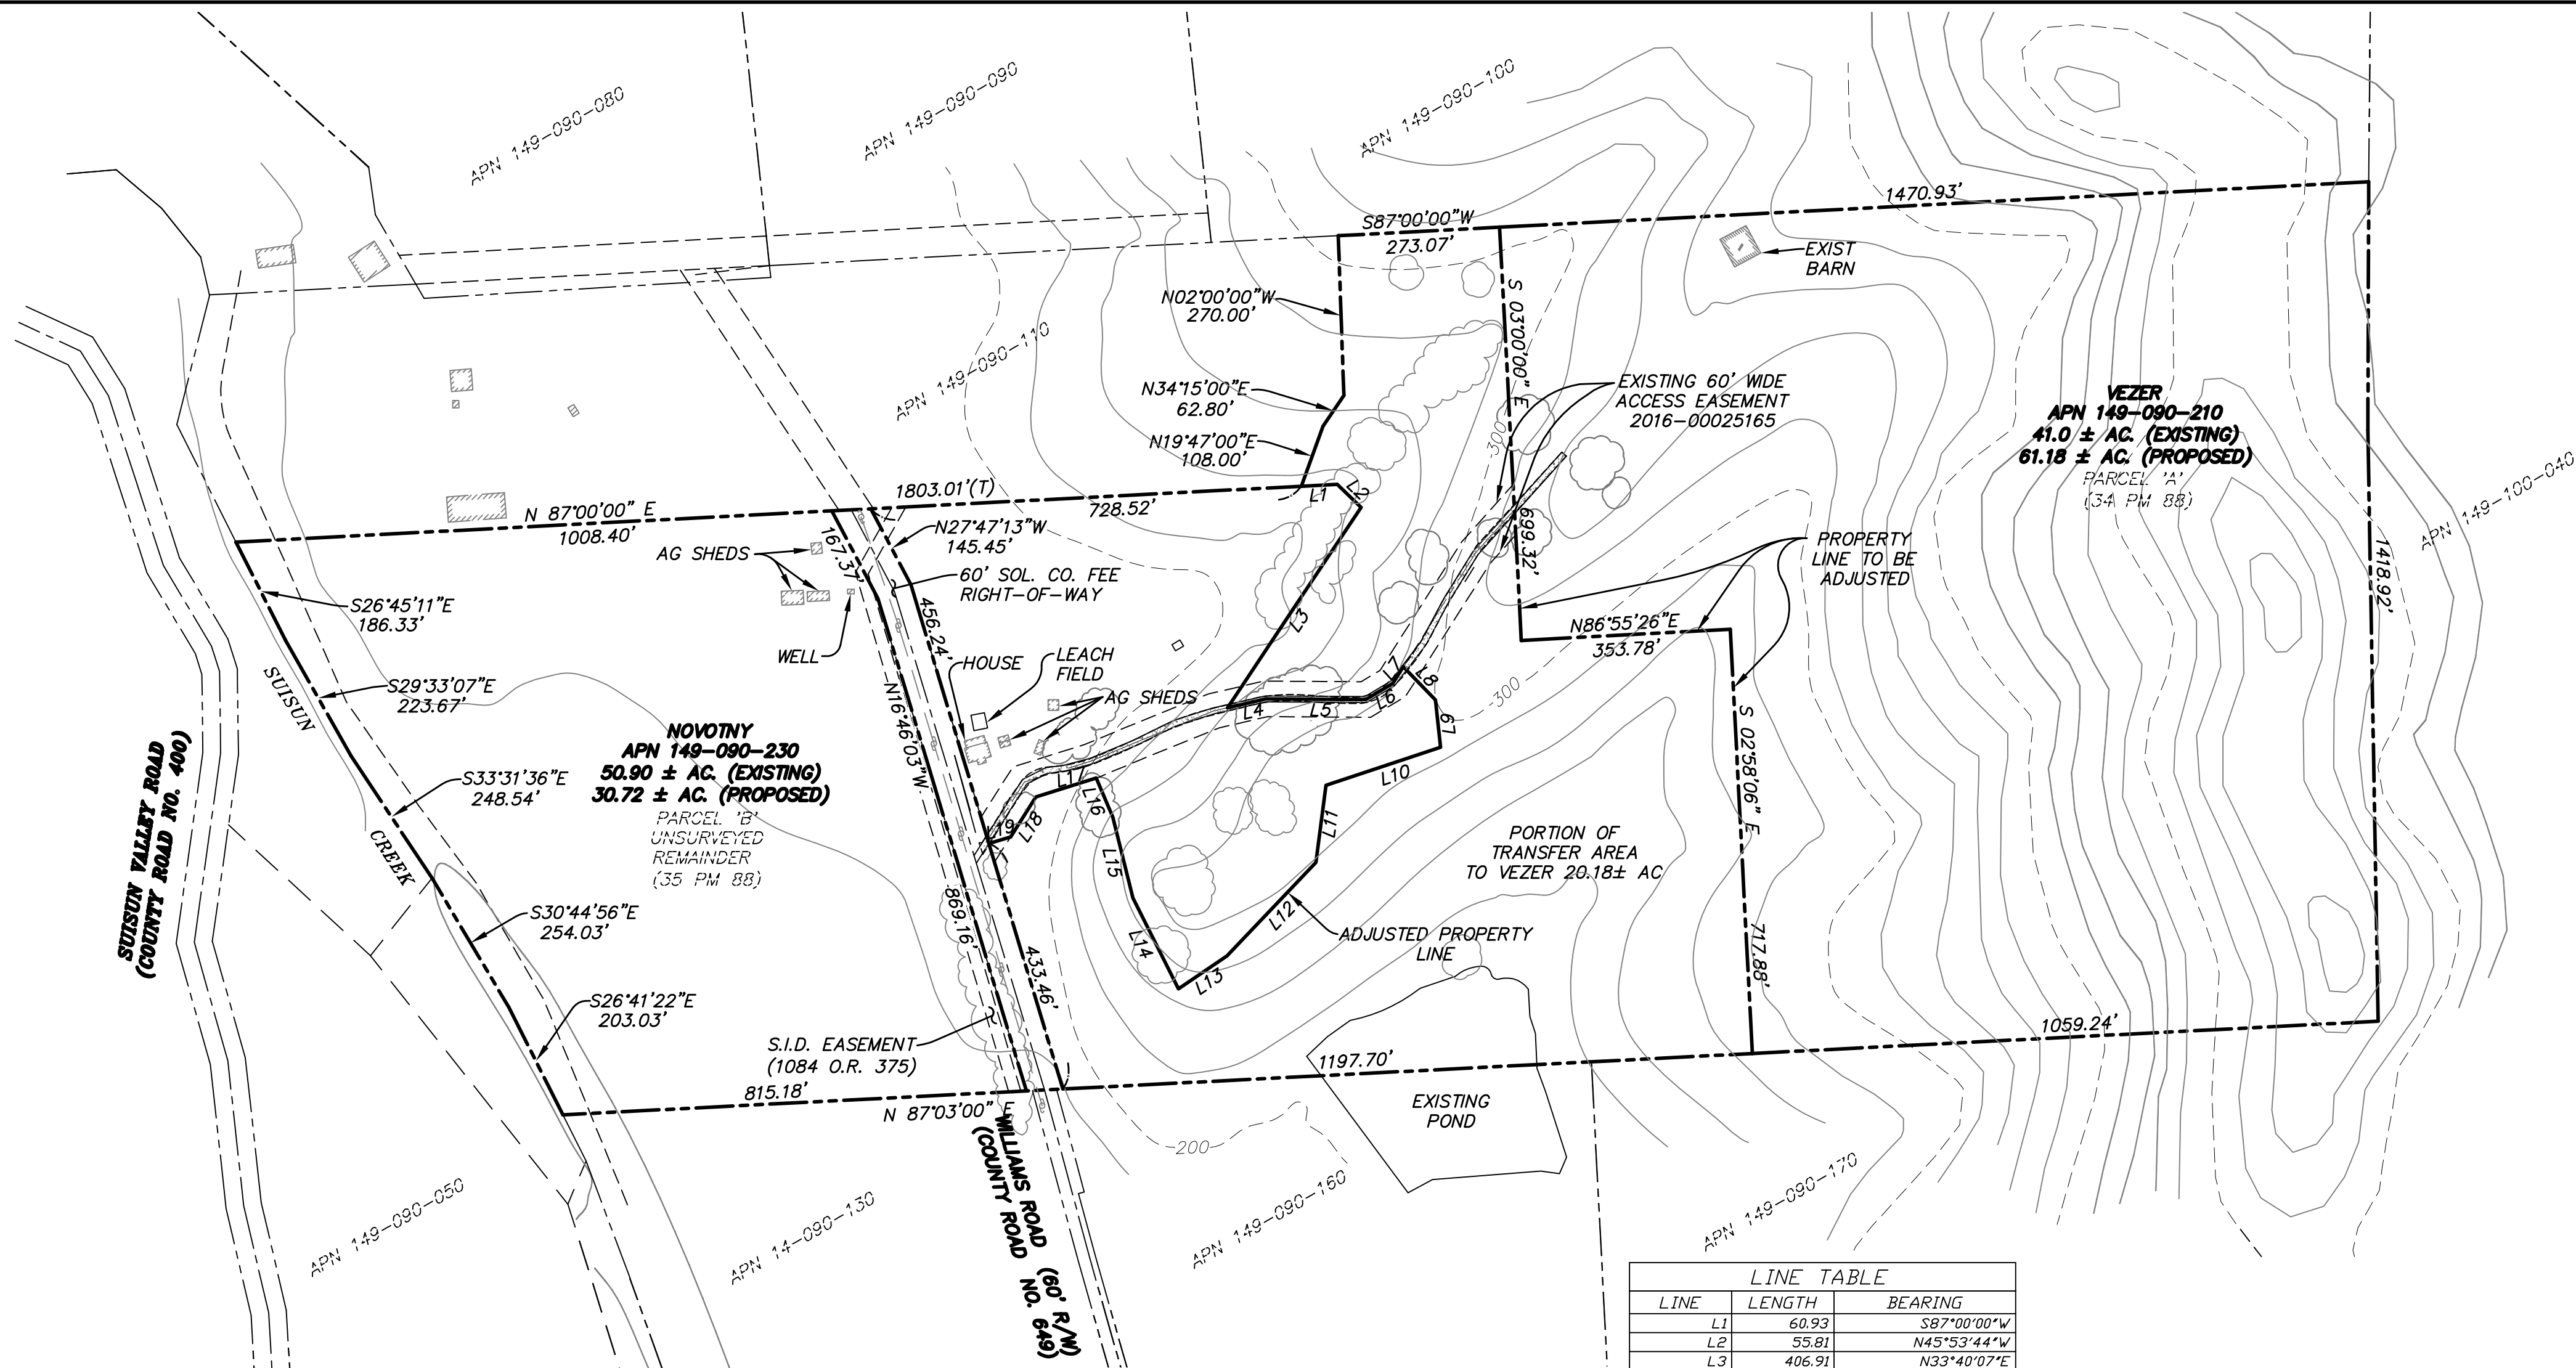 APN 149-090-080
APN 149-090-090
APN 149-090-100
1470.93'
S87°00'00"W
273.07'
EXIST
BARN
N02°00'00"W
270.00'
S 03°00'00" E
699.32'
APN 149-090-110
N34°15'00"E
62.80'
N19°47'00"E
108.00'
EXISTING 60' WIDE
ACCESS EASEMENT
2016-00025165
300
VEZER
APN 149-090-210
41.0 ± AC. (EXISTING)
61.18 ± AC. (PROPOSED)
PARCEL 'A'
(34 PM 88)
APN 149-100-040
1418.92'
1803.01'(T)
728.52'
L1
L2
L3
N 87°00'00" E
1008.40'
167.37'
N27°47'13"W
145.45'
AG SHEDS
60' SOL. CO. FEE
RIGHT-OF-WAY
456.24'
WELL
HOUSE
LEACH
FIELD
AG SHEDS
PROPERTY
LINE TO BE
ADJUSTED
N86°55'26"E
353.78'
S26°45'11"E
186.33'
SUISUN
CREEK
S29°33'07"E
223.67'
N16°46'03"W
869.16'
L4
L5
L6
L7
L8
67
300
S 02°58'06" E
717.88'
NOVOTNY
APN 149-090-230
50.90 ± AC. (EXISTING)
30.72 ± AC. (PROPOSED)
PARCEL 'B'
UNSURVEYED
REMAINDER
(35 PM 88)
SUISUN VALLEY ROAD
(COUNTY ROAD NO. 400)
S33°31'36"E
248.54'
L10
L11
L12
L13
L14
L15
L16
L17
L18
19
PORTION OF
TRANSFER AREA
TO VEZER 20.18± AC
ADJUSTED PROPERTY
LINE
S30°44'56"E
254.03'
433.46'
S26°41'22"E
203.03'
S.I.D. EASEMENT
(1084 O.R. 375)
815.18'
N 87°03'00" E
1197.70'
1059.24'
EXISTING
POND
200
WILLIAMS ROAD (60' R/W)
(COUNTY ROAD NO. 649)
APN 149-090-050
APN 14-090-130
APN 149-090-160
APN 149-090-170
LINE TABLE
LINE LENGTH BEARING
L1 60.93 S87°00'00"W
L2 55.81 N45°53'44"W
L3 406.91 N33°40'07"E